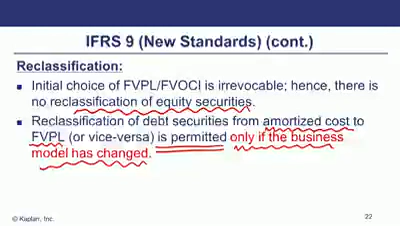 IFRS 9 (New Standards) (cont.)
Reclassification:
Initial choice of FVPL/FVOCI is irrevocable; hence, there is
no reclassification of equity securities.
Reclassification of debt securities from amortized cost to
FVPL (or vice-versa) is permitted only if the business
model has changed.
© Kaplan, Inc.
22